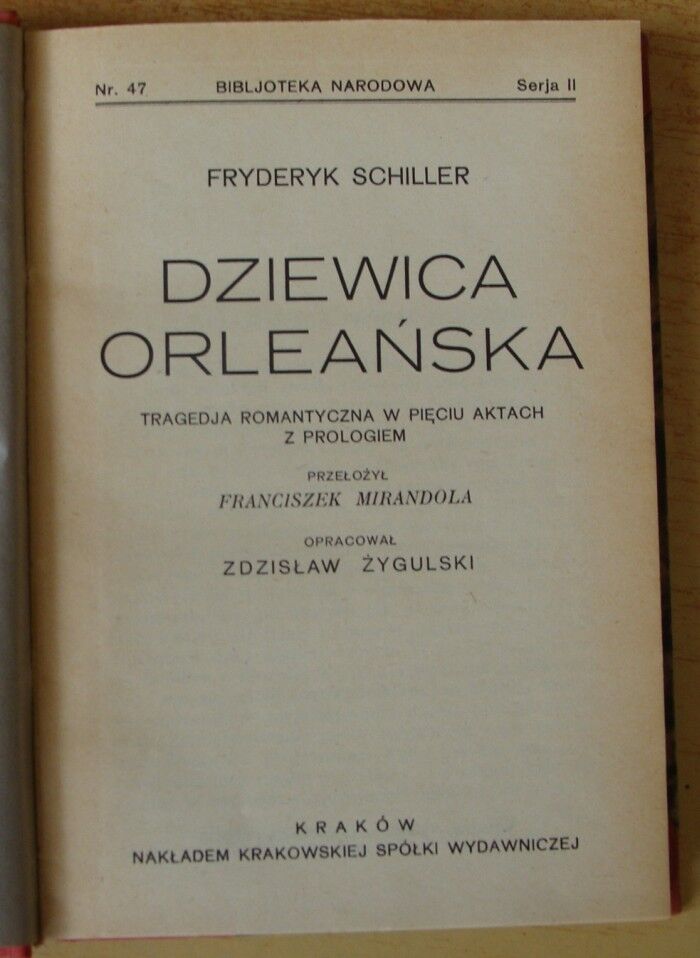 Nr. 47 BIBLJOTEKA NARODOWA Serja II
FRYDERYK SCHILLER
DZIEWICA
ORLEAŃSKA
TRAGEDJA ROMANTYCZNA W PIĘCIU AKTACH
Z PROLOGIEM
PRZEŁOŻYŁ
FRANCISZEK MIRANDOLA
OPRACOWAŁ
ZDZISŁAW ŻYGULSKI
KRAKÓW
NAKŁADEM KRAKOWSKIEJ SPÓŁKI WYDAWNICZEJ